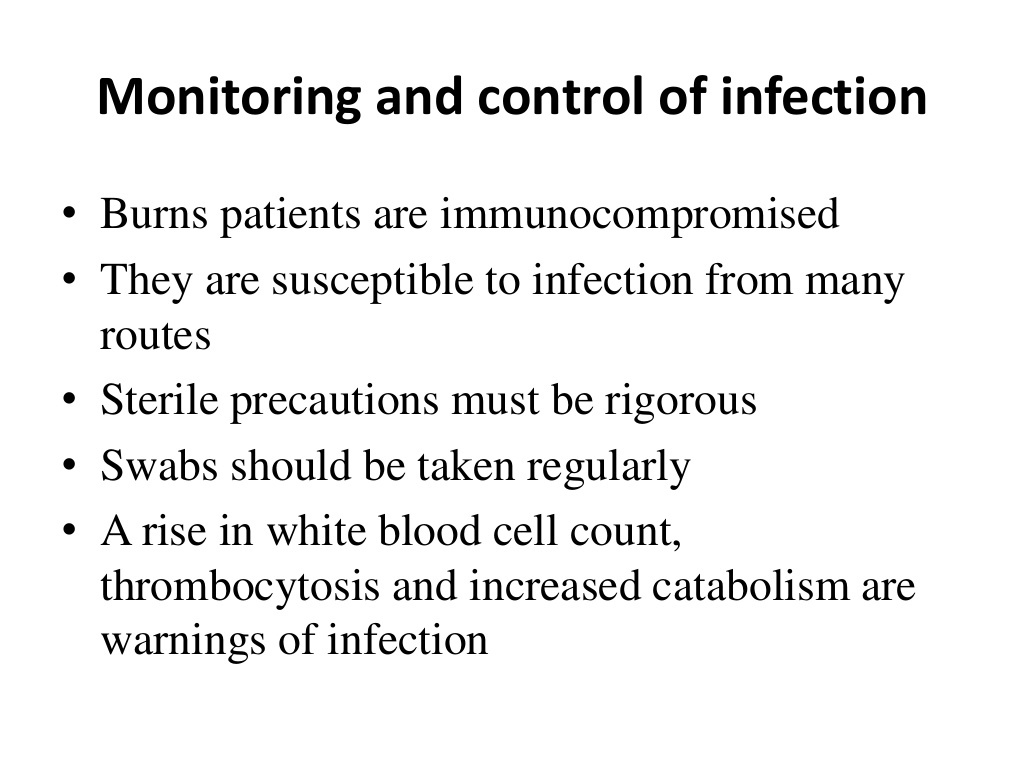 Monitoring and control of infection
• Burns patients are immunocompromised
• They are susceptible to infection from many
routes
• Sterile precautions must be rigorous
• Swabs should be taken regularly
• A rise in white blood cell count,
thrombocytosis and increased catabolism are
warnings of infection